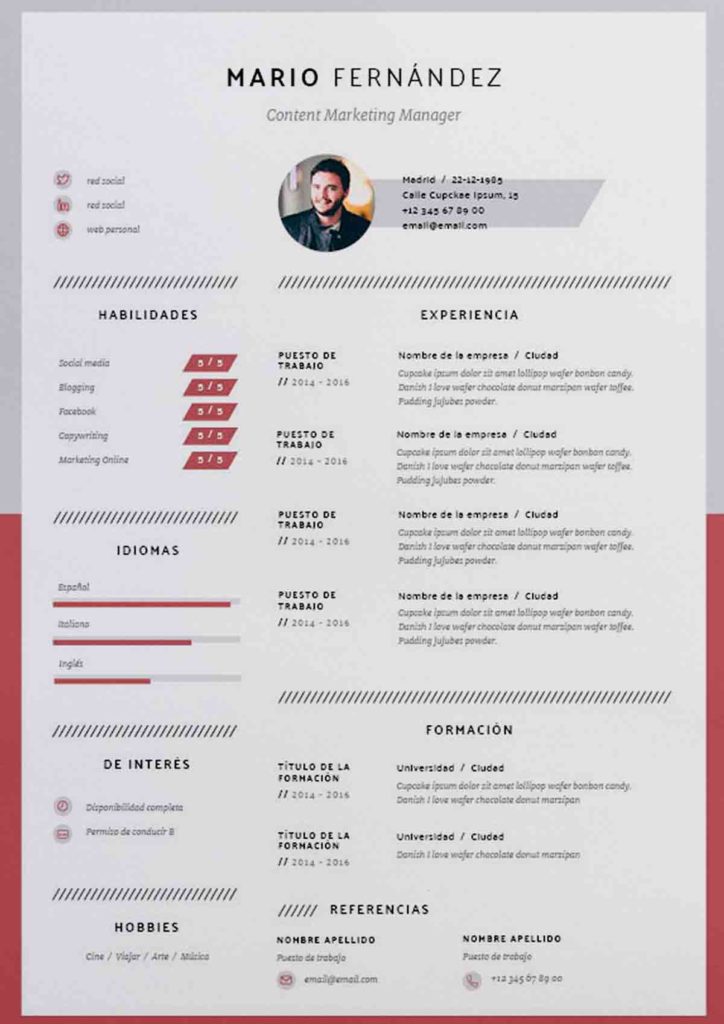 MARIO FERNÁNDEZ
Content Marketing Manager
red social
red social
web personal
Madrid / 22-12-1985
Calle Cupckae Ipsum, 15
+12 345 67 89 00
email@email.com
HABILIDADES
Social media 5 / 5
Blogging 5 / 5
Facebook 5 / 5
Copywriting 5 / 5
Marketing Online 5 / 5
IDIOMAS
Español
Italiano
Inglés
DE INTERÉS
Disponibilidad completa
Permiso de conducir B
HOBBIES
Cine / Viajar / Arte / Música
EXPERIENCIA
PUESTO DE
TRABAJO
// 2014 - 2016
Nombre de la empresa / Ciudad
Cupcake ipsum dolor sit amet lollipop wafer bonbon candy.
Danish I love wafer chocolate donut marzipan wafer toffee.
Pudding jujubes powder.
PUESTO DE
TRABAJO
// 2014 - 2016
Nombre de la empresa / Ciudad
Cupcake ipsum dolor sit amet lollipop wafer bonbon candy.
Danish I love wafer chocolate donut marzipan wafer toffee.
Pudding jujubes powder.
PUESTO DE
TRABAJO
// 2014 - 2016
Nombre de la empresa / Ciudad
Cupcake ipsum dolor sit amet lollipop wafer bonbon candy.
Danish I love wafer chocolate donut marzipan wafer toffee.
Pudding jujubes powder.
PUESTO DE
TRABAJO
// 2014 - 2016
Nombre de la empresa / Ciudad
Cupcake ipsum dolor sit amet lollipop wafer bonbon candy.
Danish I love wafer chocolate donut marzipan wafer toffee.
Pudding jujubes powder.
FORMACIÓN
TÍTULO DE LA
FORMACIÓN
// 2014 - 2016
Universidad / Ciudad
Cupcake ipsum dolor sit amet lollipop wafer bonbon candy.
Danish I love wafer chocolate donut marzipan
TÍTULO DE LA
FORMACIÓN
// 2014 - 2016
Universidad / Ciudad
Danish I love wafer chocolate donut marzipan
////// REFERENCIAS
NOMBRE APELLIDO
Puesto de trabajo
email@email.com
NOMBRE APELLIDO
Puesto de trabajo
+12 345 67 89 00